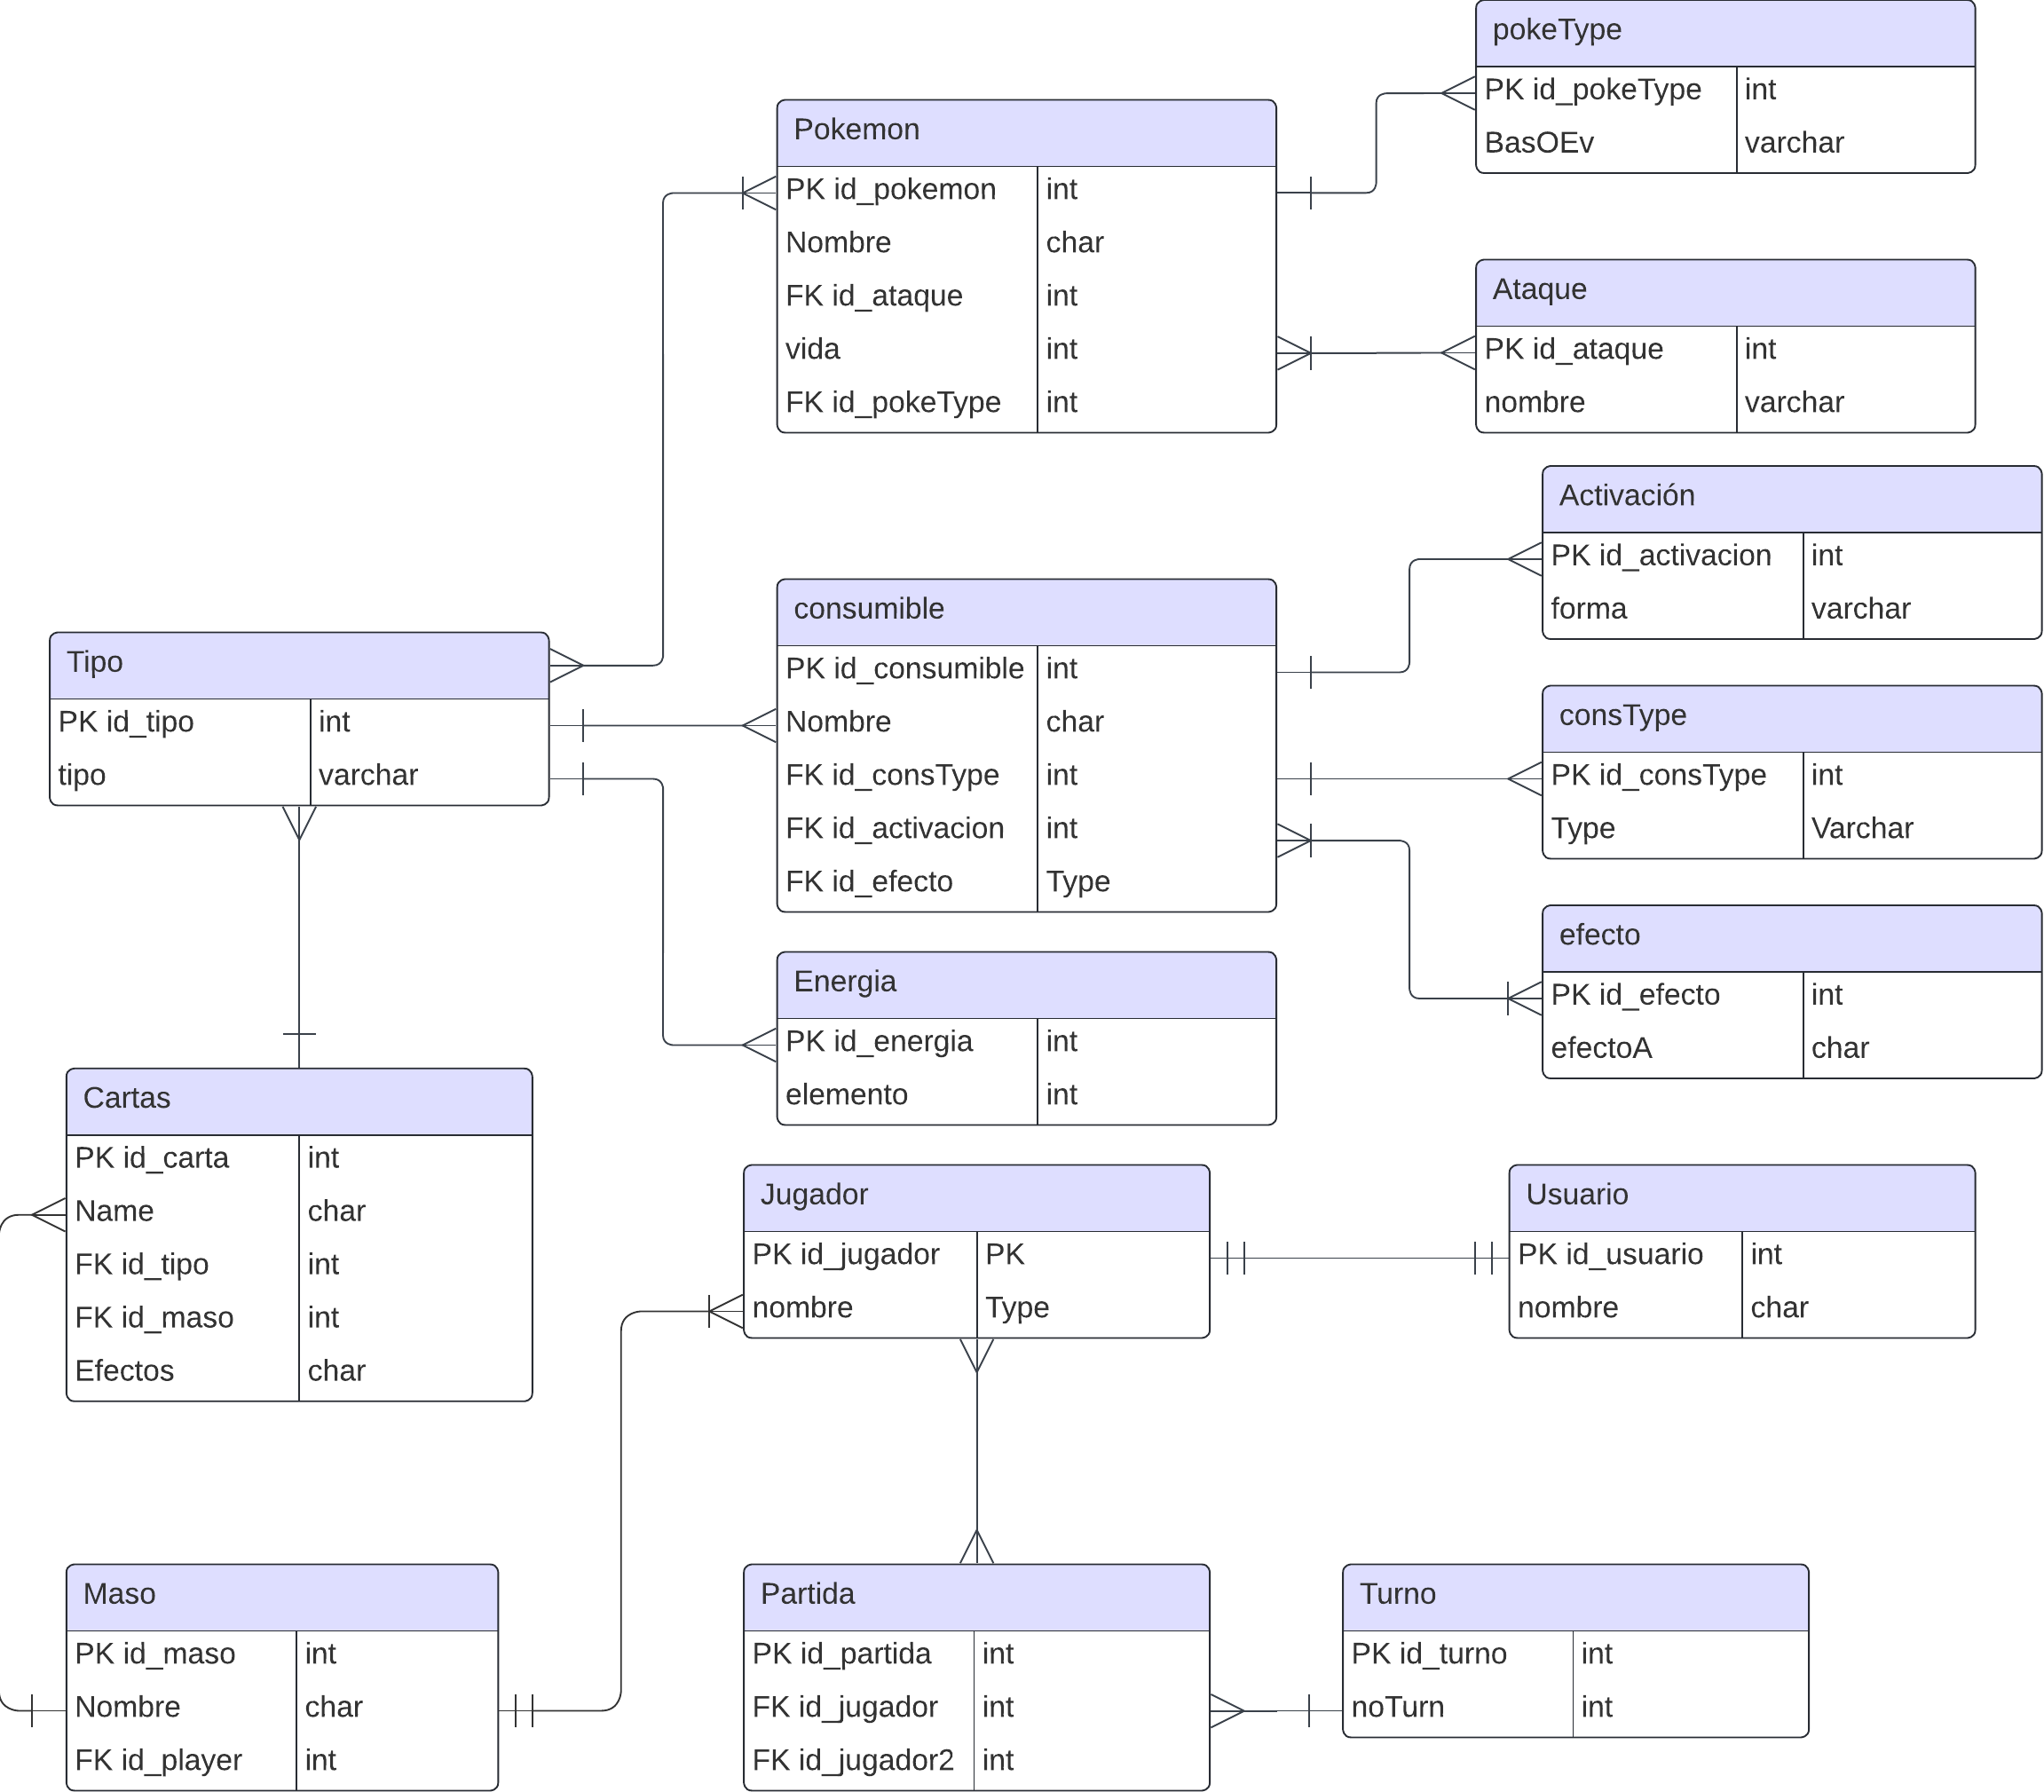 pokeType
PK id_pokeType int
BasOEv varchar
Pokemon
PK id_pokemon int
Nombre char
FK id_ataque int
vida int
FK id_pokeType int
Ataque
PK id_ataque int
nombre varchar
Activación
PK id_activacion int
forma varchar
consumible
PK id_consumible int
Nombre char
FK id_consType int
FK id_activacion int
FK id_efecto Type
Tipo
PK id_tipo int
tipo varchar
consType
PK id_consType int
Type Varchar
efecto
PK id_efecto int
efectoA char
Energia
PK id_energia int
elemento int
Cartas
PK id_carta int
Name char
FK id_tipo int
FK id_maso int
Efectos char
Jugador
PK id_jugador PK
nombre Type
Usuario
PK id_usuario int
nombre char
Maso
PK id_maso int
Nombre char
FK id_player int
Partida
PK id_partida int
FK id_jugador int
FK id_jugador2 int
Turno
PK id_turno int
noTurn int